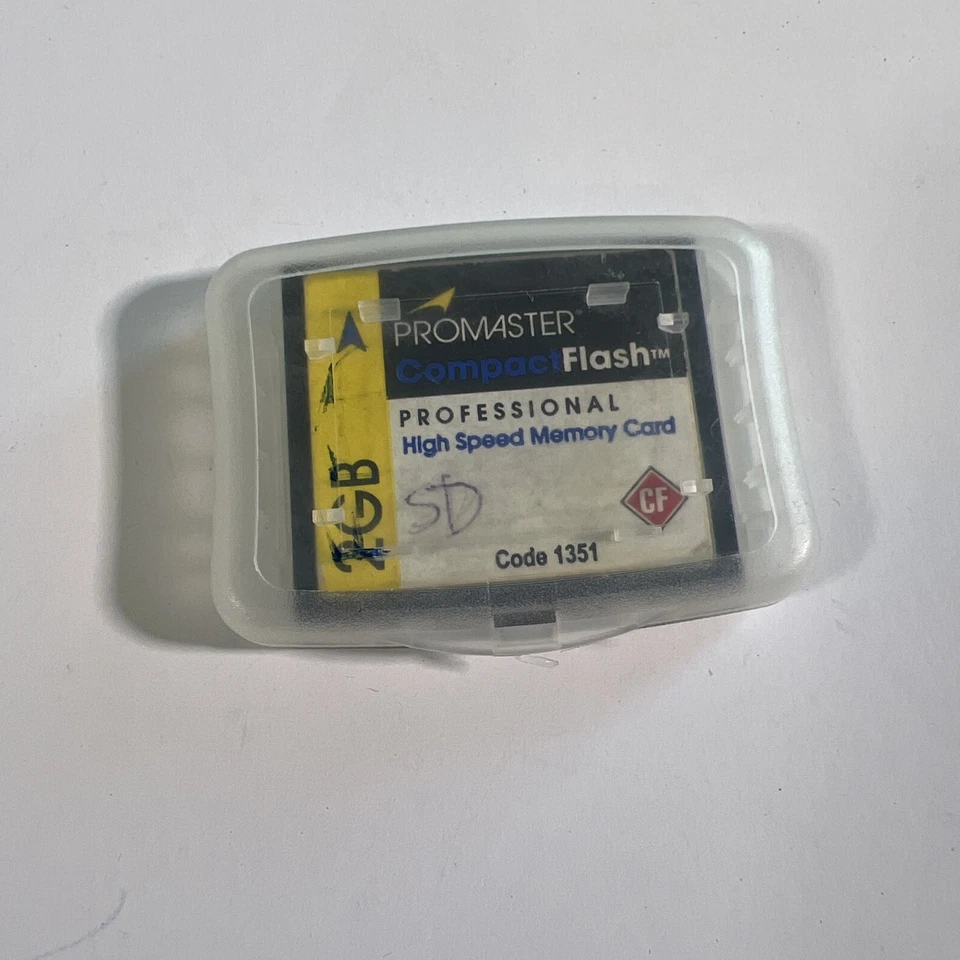 PROMASTER®
CompactFlash™
PROFESSIONAL
High Speed Memory Card
2GB
SD
CF
Code 1351